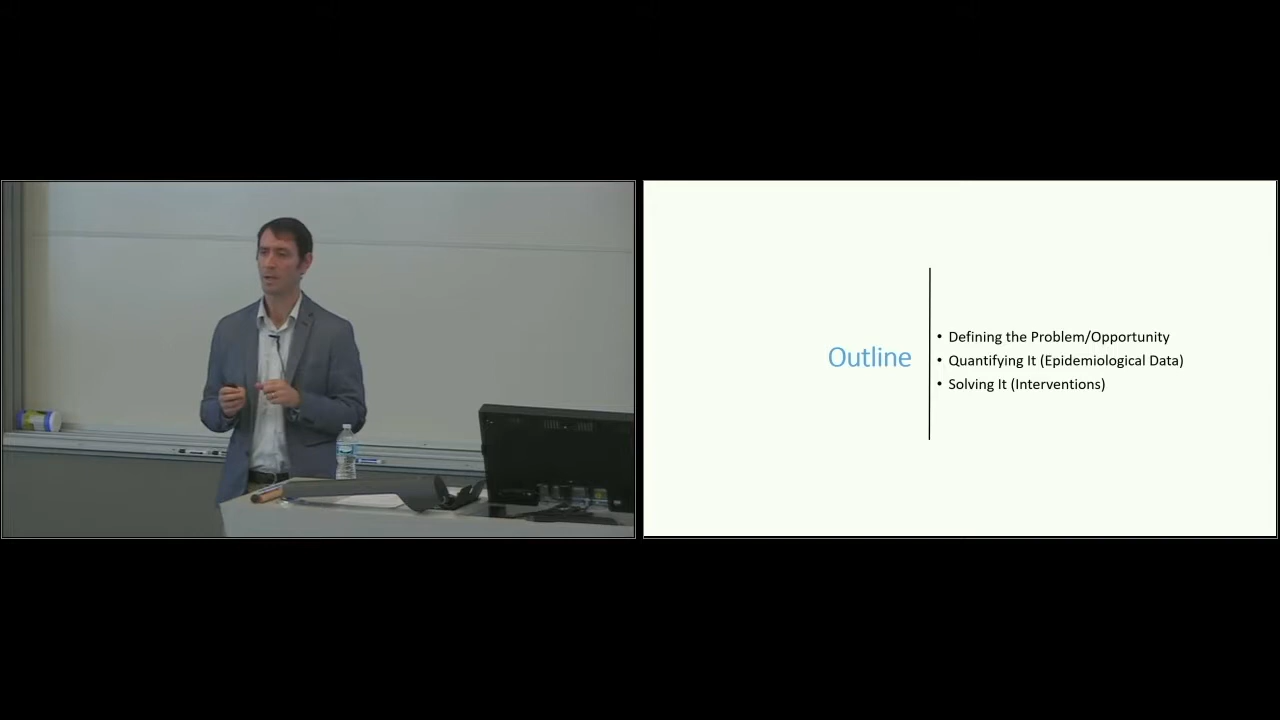 Outline
• Defining the Problem/Opportunity
• Quantifying It (Epidemiological Data)
• Solving It (Interventions)